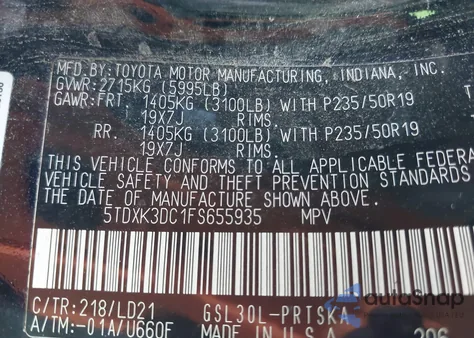 MFD.BY:TOYOTA MOTOR MANUFACTURING, INDIANA, INC.
GVWR:2715KG (5995LB)
GAWR:FRT 1405KG (3100LB) WITH P235/50R19
19X7J RIMS.
RR. 1405KG (3100LB) WITH P235/50R19
19X7J RIMS.
THIS VEHICLE CONFORMS TO ALL APPLICABLE FEDERA
VEHICLE SAFETY AND THEFT PREVENTION STANDARDS
THE DATE OF MANUFACTURE SHOWN ABOVE.
5TDXK3DC1FS655935 MPV
C/TR:218/LD21 GSL30L-PRTSKA
A/TM:-01A/U660F MADE IN U.S.A.
autoSnap